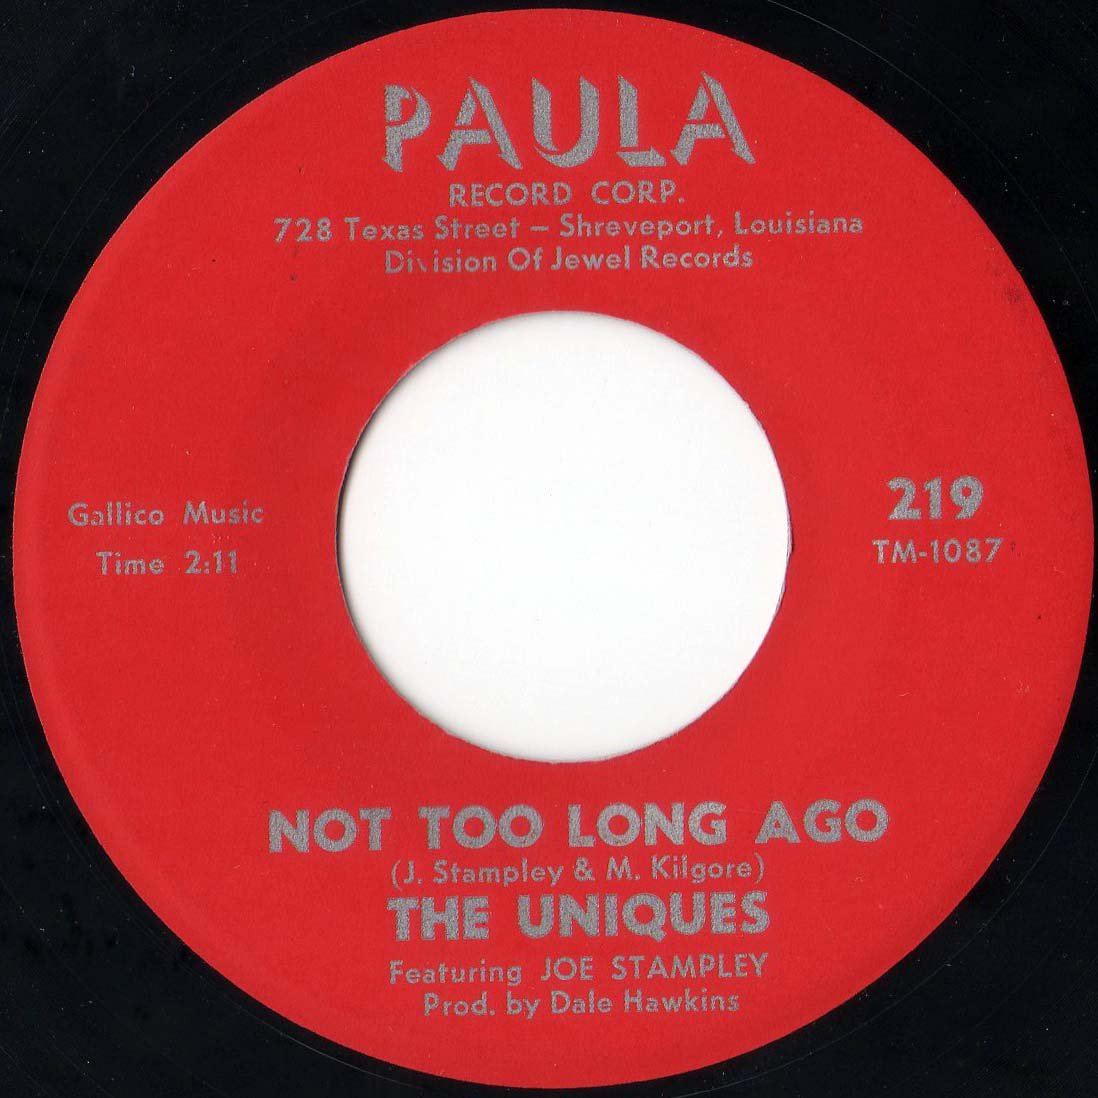 PAULA
RECORD CORP.
728 Texas Street – Shreveport, Louisiana
Division Of Jewel Records
Gallico Music
Time 2:11
219
TM-1087
NOT TOO LONG AGO
(J. Stampley & M. Kilgore)
THE UNIQUES
Featuring JOE STAMPLEY
Prod. by Dale Hawkins